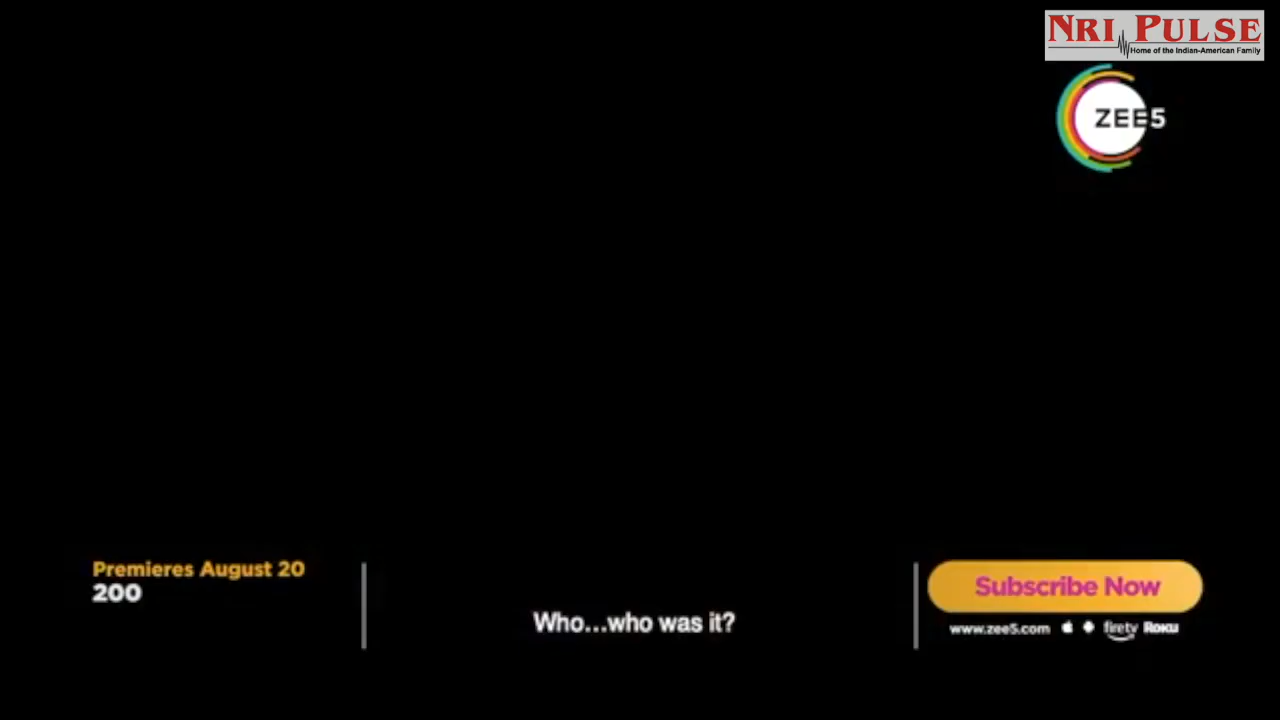 NRI PULSE
Home of the Indian-American Family
ZEE5
Premieres August 20
200
Who...who was it?
Subscribe Now
www.zee5.com firetv Roku